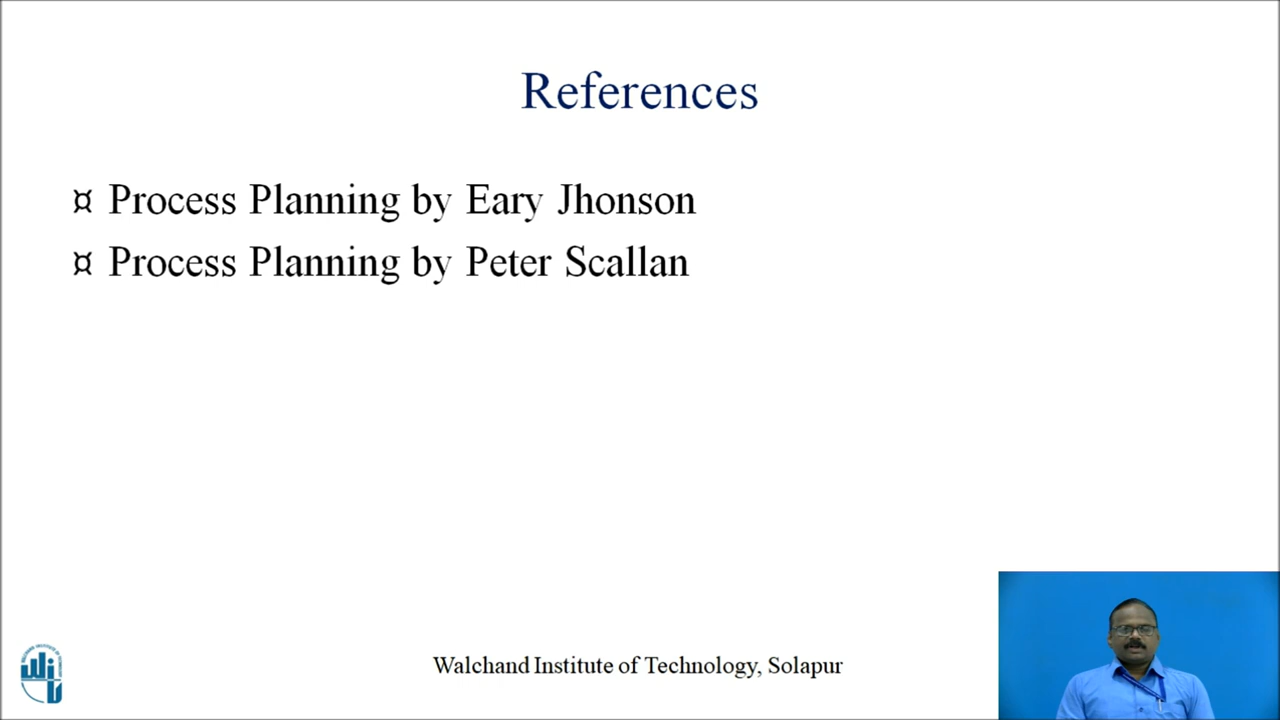 References
¤ Process Planning by Eary Jhonson
¤ Process Planning by Peter Scallan
Walchand Institute of Technology, Solapur